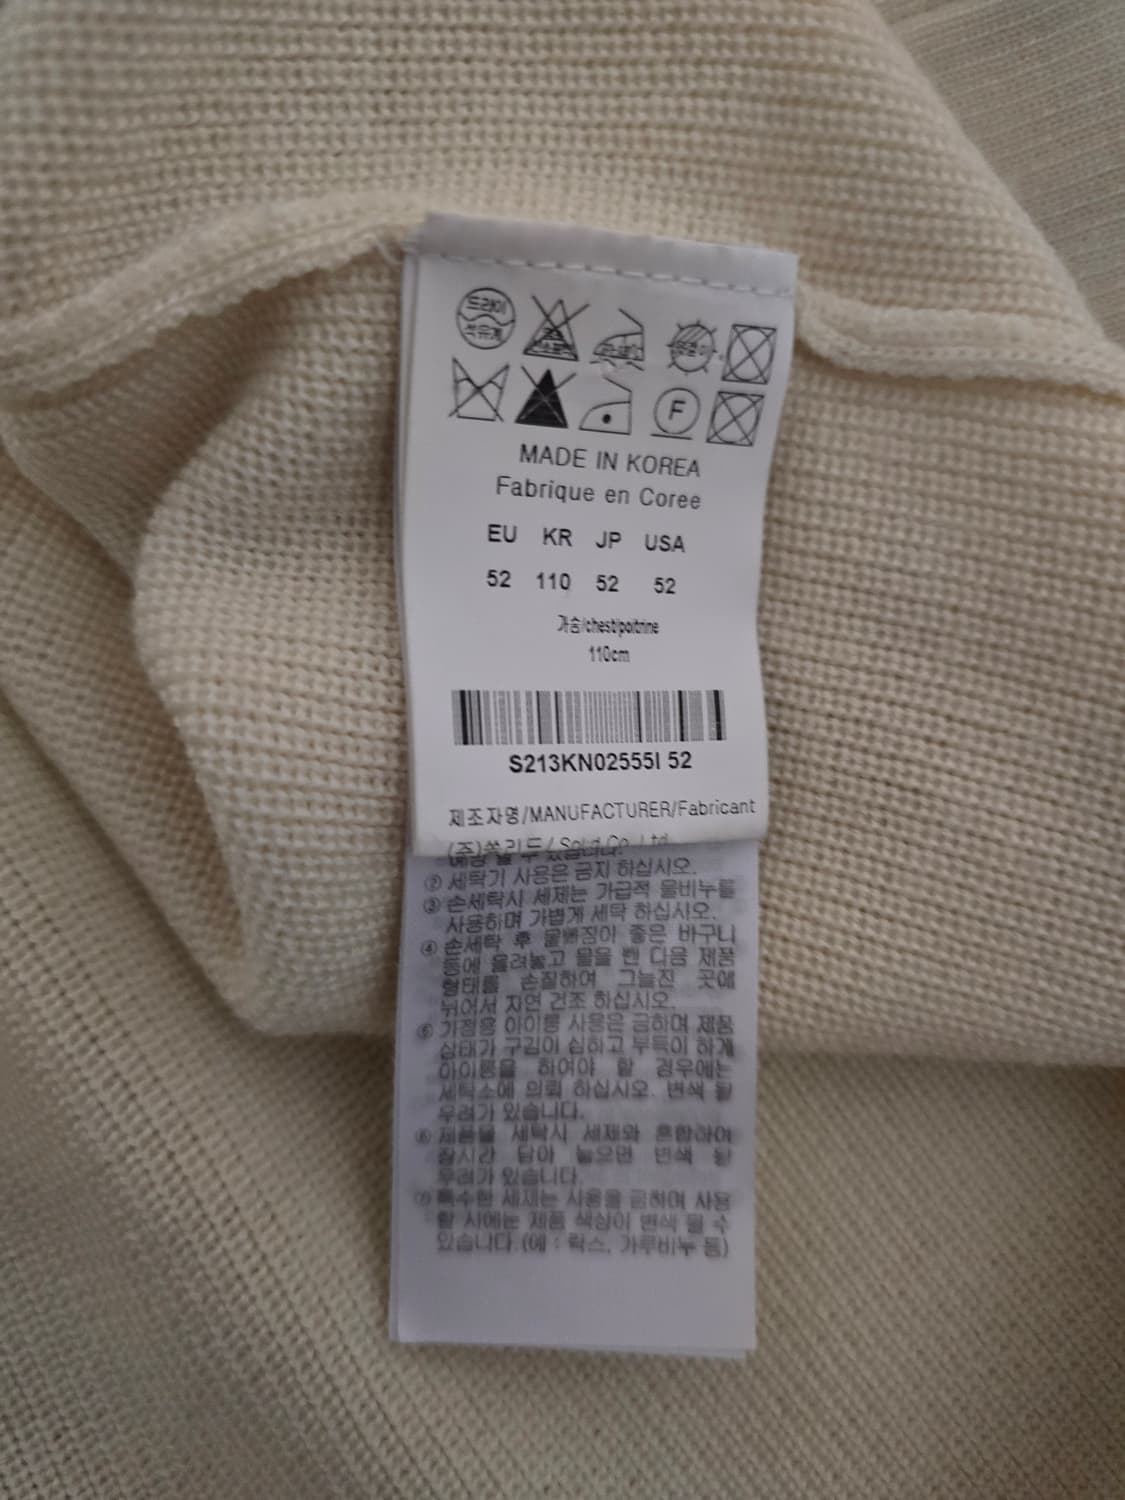 드라이
석유계
F
MADE IN KOREA
Fabrique en Coree
EU KR JP USA
52 110 52 52
가슴/chest/poitrine
110cm
S213KN02555I 52
제조자명/MANUFACTURER/Fabricant
(주)쏠리드/ Solid Co., Ltd.
② 세탁기 사용은 금지 하십시오.
③ 손세탁시 세제는 가급적 물비누를
사용하며 가볍게 세탁 하십시오.
④ 손세탁 후 물빠짐이 좋은 바구니
등에 올려놓고 물을 뺀 다음 제품
형태를 손질하여 그늘진 곳에
뉘어서 자연 건조 하십시오.
⑤ 가정용 아이롱 사용은 금하며 제품
상태가 구김이 심하고 부득이 하게
아이롱을 하여야 할 경우에는
세탁소에 의뢰 하십시오. 변색 될
우려가 있습니다.
⑥ 제품을 세탁시 세제와 혼합하여
장시간 담아 놓으면 변색 될
우려가 있습니다.
⑦ 특수한 세제는 사용을 금하며 사용
할 시에는 제품 색상이 변색 될 수
있습니다.(예 : 락스, 가루비누 등)